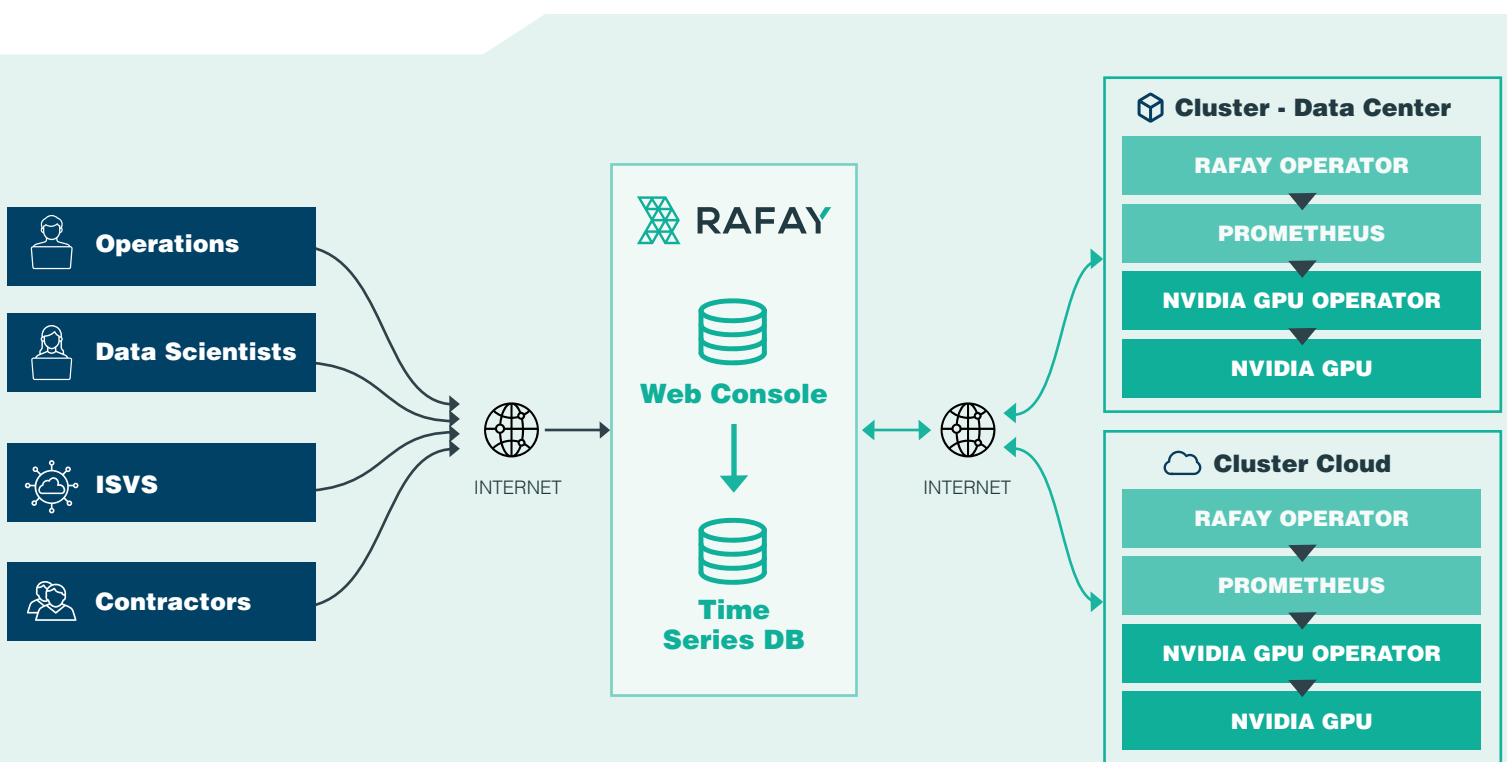 Operations
Data Scientists
ISVS
Contractors
INTERNET
RAFAY
Web Console
Time
Series DB
INTERNET
Cluster - Data Center
RAFAY OPERATOR
PROMETHEUS
NVIDIA GPU OPERATOR
NVIDIA GPU
Cluster Cloud
RAFAY OPERATOR
PROMETHEUS
NVIDIA GPU OPERATOR
NVIDIA GPU